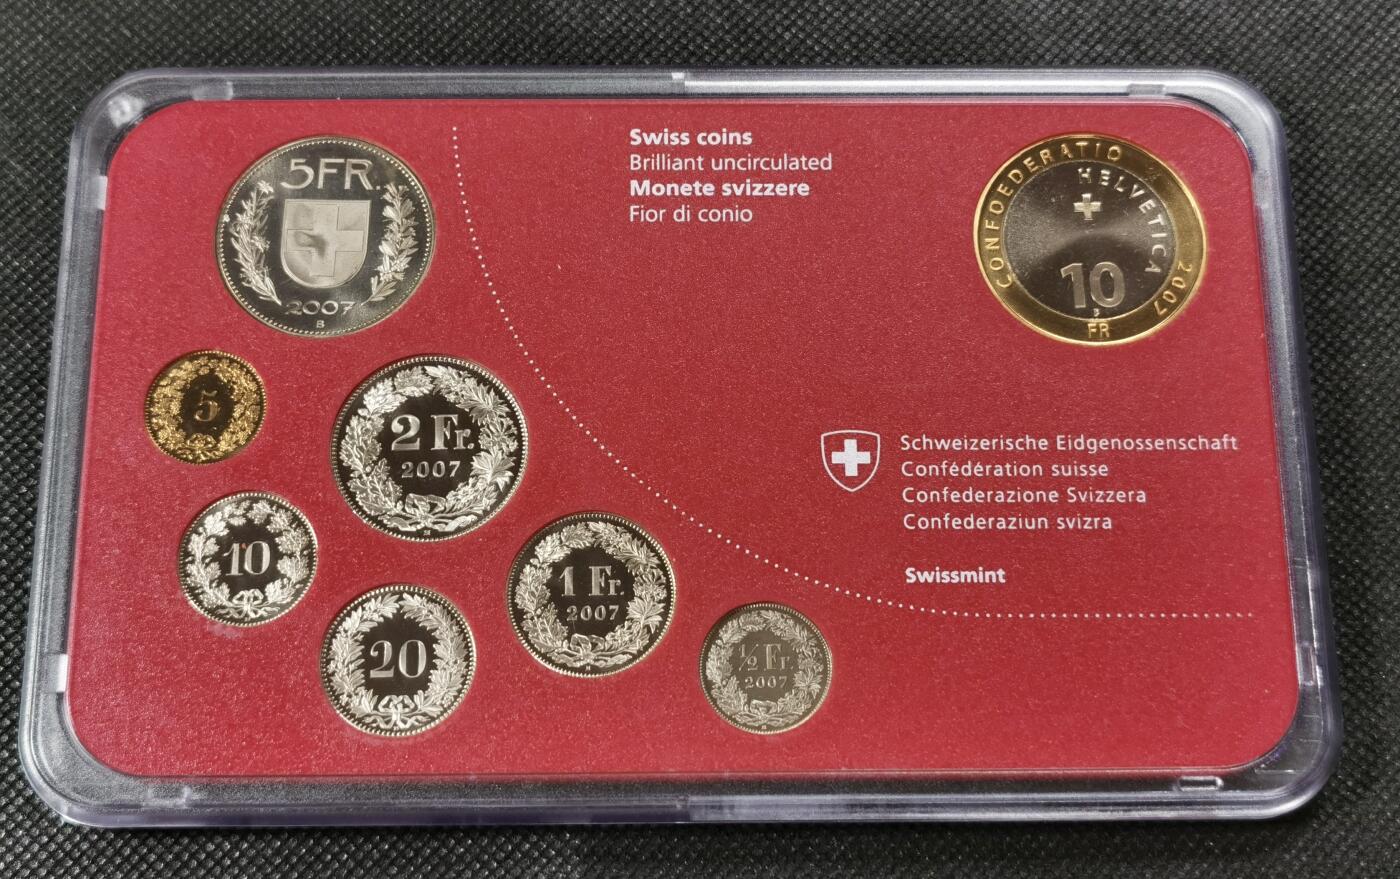 Swiss coins
Brilliant uncirculated
Monete svizzere
Fior di conio
5FR.
2007
B
CONFOEDERATIO
HELVETICA
2007
10
B
FR
5
2 Fr.
2007
B
10
20
1 Fr.
2007
B
½ Fr.
2007
B
Schweizerische Eidgenossenschaft
Confédération suisse
Confederazione Svizzera
Confederaziun svizra
Swissmint